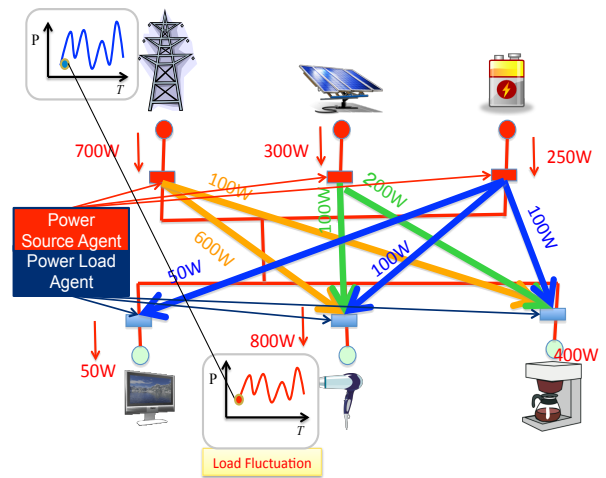 P
T
700W
300W
250W
100W
200W
100W
100W
600W
50W
100W
Power
Source Agent
Power Load
Agent
50W
800W
400W
P
T
Load Fluctuation